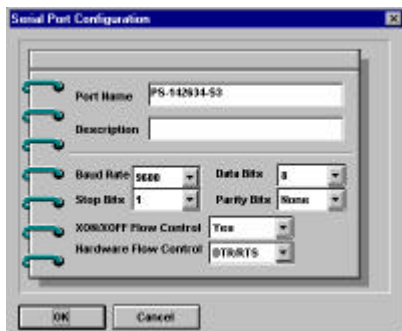 Serial Port Configuration
Port Name PS-142634-S3
Description
Baud Rate 9600 Data Bits 8
Stop Bits 1 Parity Bits None
XON/XOFF Flow Control Yes
Hardware Flow Control DTR/RTS
OK Cancel